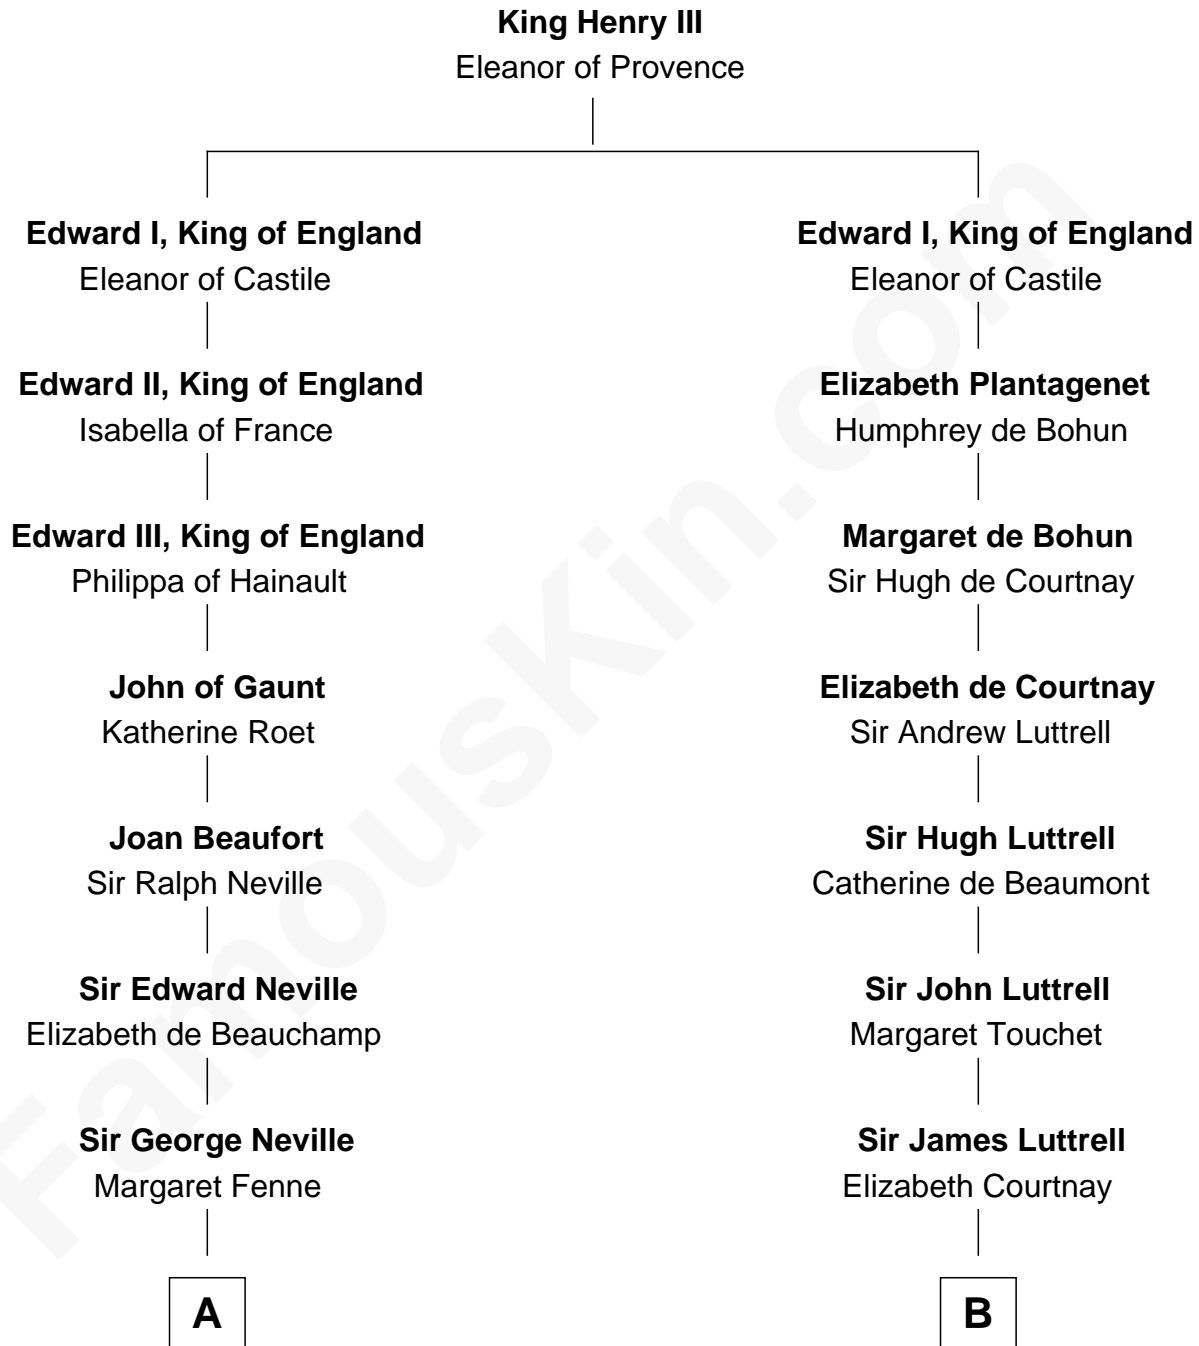 King Henry III
Eleanor of Provence
Edward I, King of England
Eleanor of Castile
Edward I, King of England
Eleanor of Castile
Edward II, King of England
Isabella of France
Elizabeth Plantagenet
Humphrey de Bohun
Edward III, King of England
Philippa of Hainault
Margaret de Bohun
Sir Hugh de Courtnay
John of Gaunt
Katherine Roet
Elizabeth de Courtnay
Sir Andrew Luttrell
Joan Beaufort
Sir Ralph Neville
Sir Hugh Luttrell
Catherine de Beaumont
Sir Edward Neville
Elizabeth de Beauchamp
Sir John Luttrell
Margaret Touchet
Sir George Neville
Margaret Fenne
Sir James Luttrell
Elizabeth Courtnay
A
B
FamousKin.com